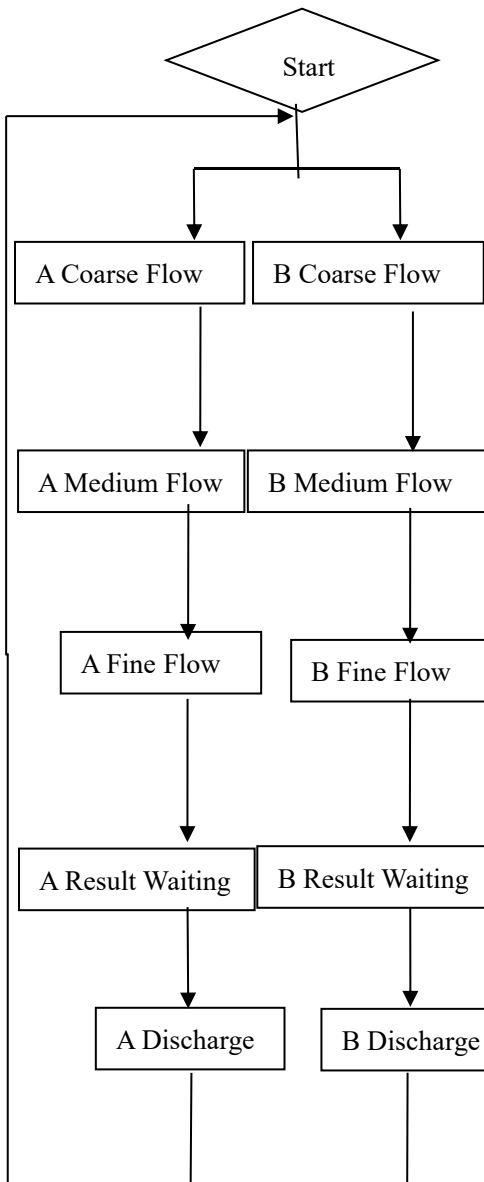 Start
A Coarse Flow
B Coarse Flow
A Medium Flow
B Medium Flow
A Fine Flow
B Fine Flow
A Result Waiting
B Result Waiting
A Discharge
B Discharge